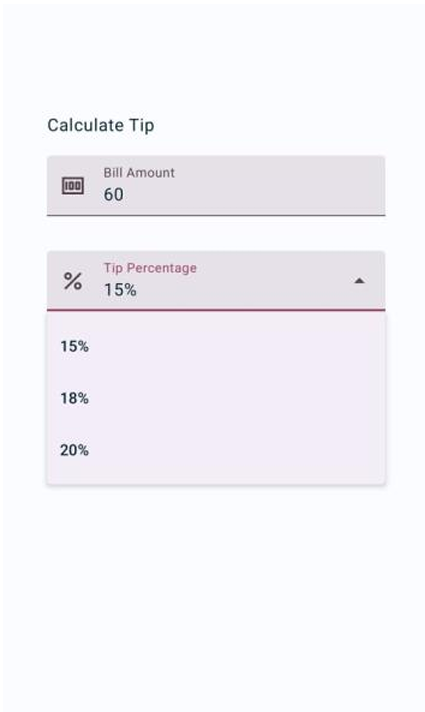 Calculate Tip
Bill Amount
60
Tip Percentage
15%
15%
18%
20%